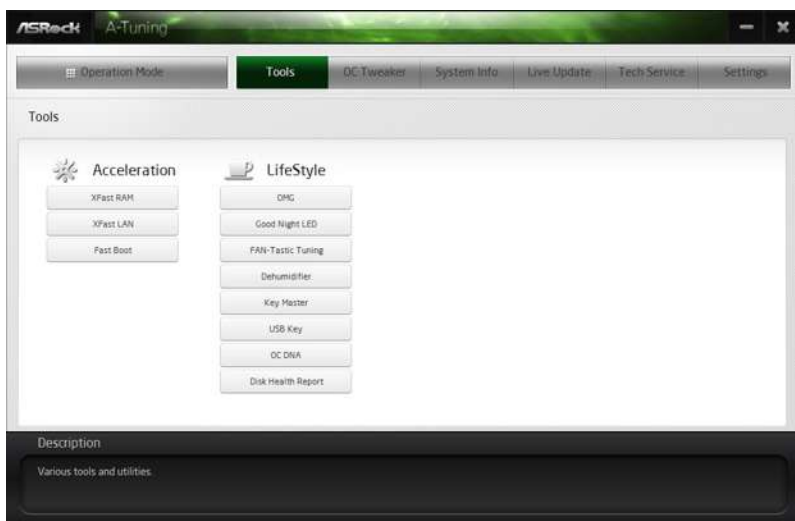 ASRock A-Tuning
Operation Mode Tools OC Tweaker System Info Live Update Tech Service Settings
Tools
Acceleration
XFast RAM
XFast LAN
Fast Boot
LifeStyle
OMG
Good Night LED
FAN-Tastic Tuning
Dehumidifier
Key Master
USB Key
OC DNA
Disk Health Report
Description
Various tools and utilities.